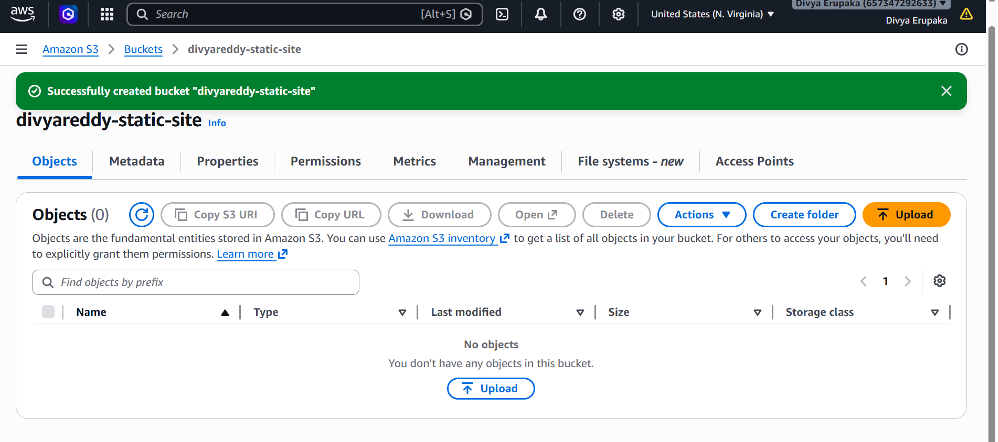 aws
Search [Alt+S]
United States (N. Virginia)
Divya Erupaka (657347292633)
Divya Erupaka
Amazon S3 Buckets divyareddy-static-site
Successfully created bucket "divyareddy-static-site"
divyareddy-static-site Info
Objects Metadata Properties Permissions Metrics Management File systems - new Access Points
Objects (0) Copy S3 URI Copy URL Download Open Delete Actions Create folder Upload
Objects are the fundamental entities stored in Amazon S3. You can use Amazon S3 inventory to get a list of all objects in your bucket. For others to access your objects, you'll need
to explicitly grant them permissions. Learn more
Find objects by prefix
1
Name Type Last modified Size Storage class
No objects
You don't have any objects in this bucket.
Upload